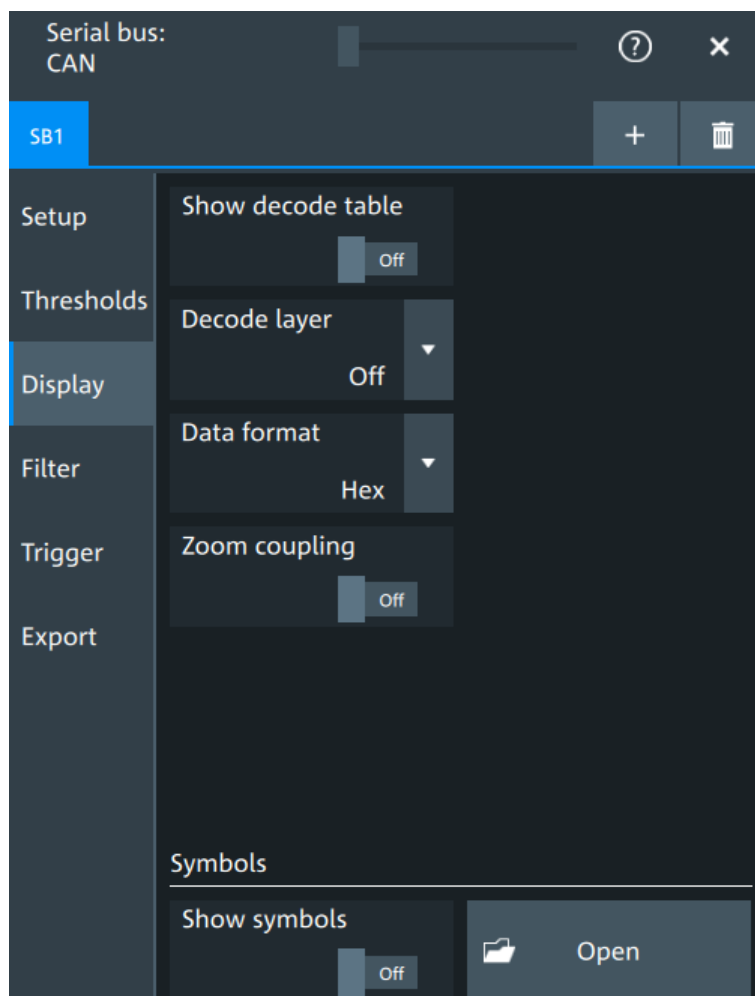 Serial bus:
CAN
?
SB1
+
Setup
Thresholds
Display
Filter
Trigger
Export
Show decode table
Off
Decode layer
Off
Data format
Hex
Zoom coupling
Off
Symbols
Show symbols
Off
Open